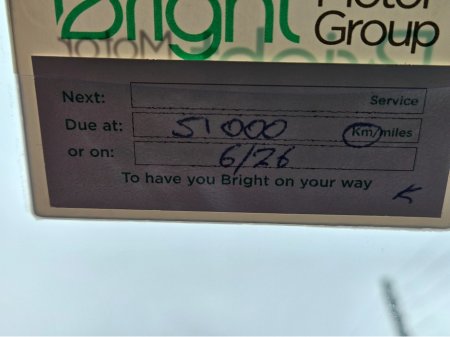 Bright Motor
Group
Next: Service
Due at: 51000 Km/miles
or on: 6/26
To have you Bright on your way
K